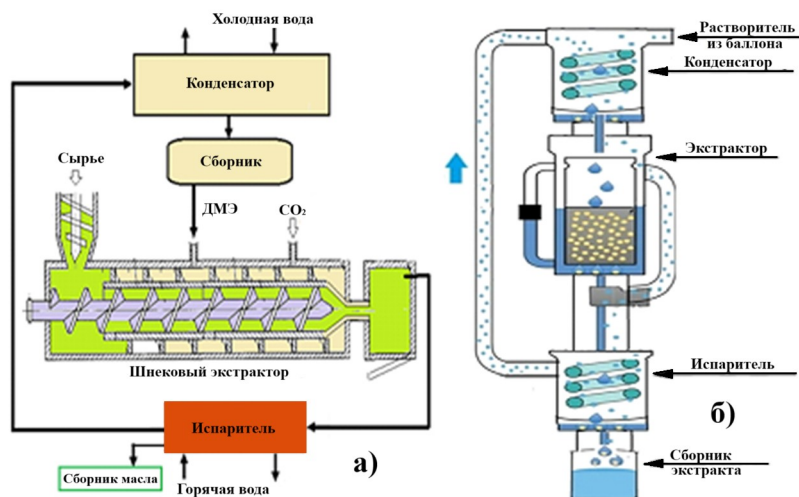 Холодная вода
Конденсатор
Сборник
Сырье
ДМЭ
CO₂
Шнековый экстрактор
Испаритель
Сборник масла
Горячая вода
а)
Растворитель
из баллона
Конденсатор
Экстрактор
Испаритель
б)
Сборник
экстракта